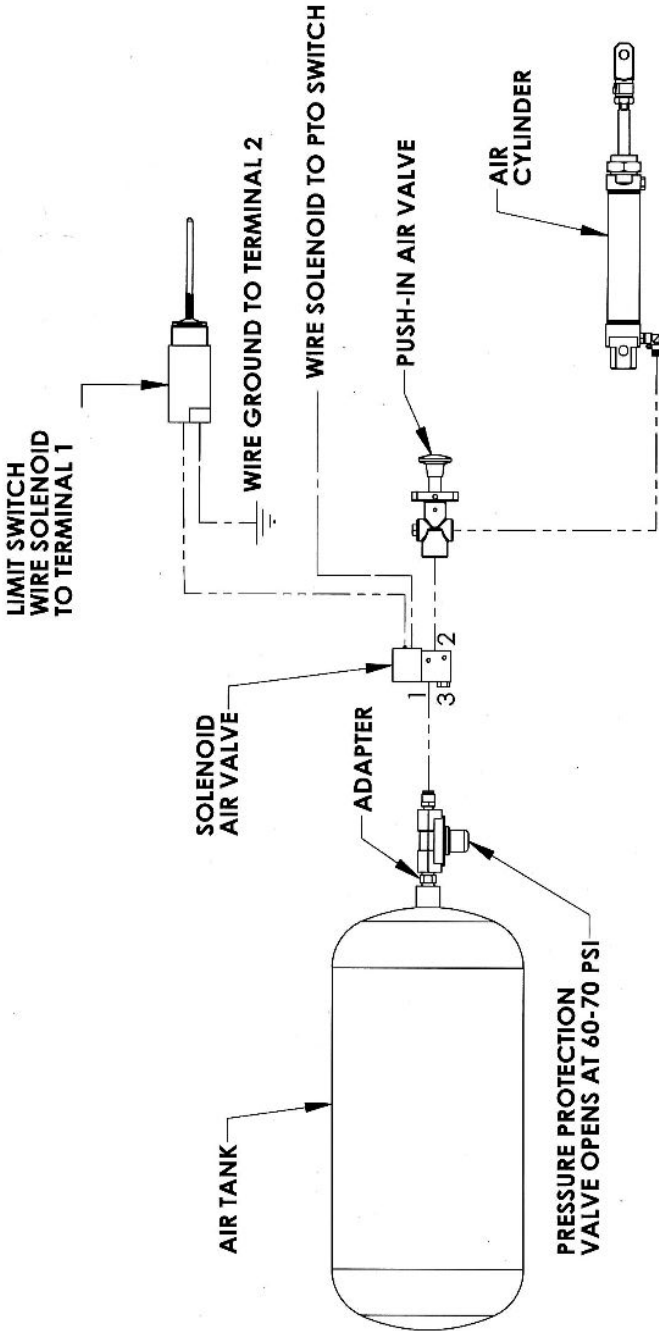 LIMIT SWITCH
WIRE SOLENOID
TO TERMINAL 1
WIRE GROUND TO TERMINAL 2
WIRE SOLENOID TO PTO SWITCH
SOLENOID
AIR VALVE
PUSH-IN AIR VALVE
ADAPTER
1
2
3
AIR TANK
AIR
CYLINDER
PRESSURE PROTECTION
VALVE OPENS AT 60-70 PSI